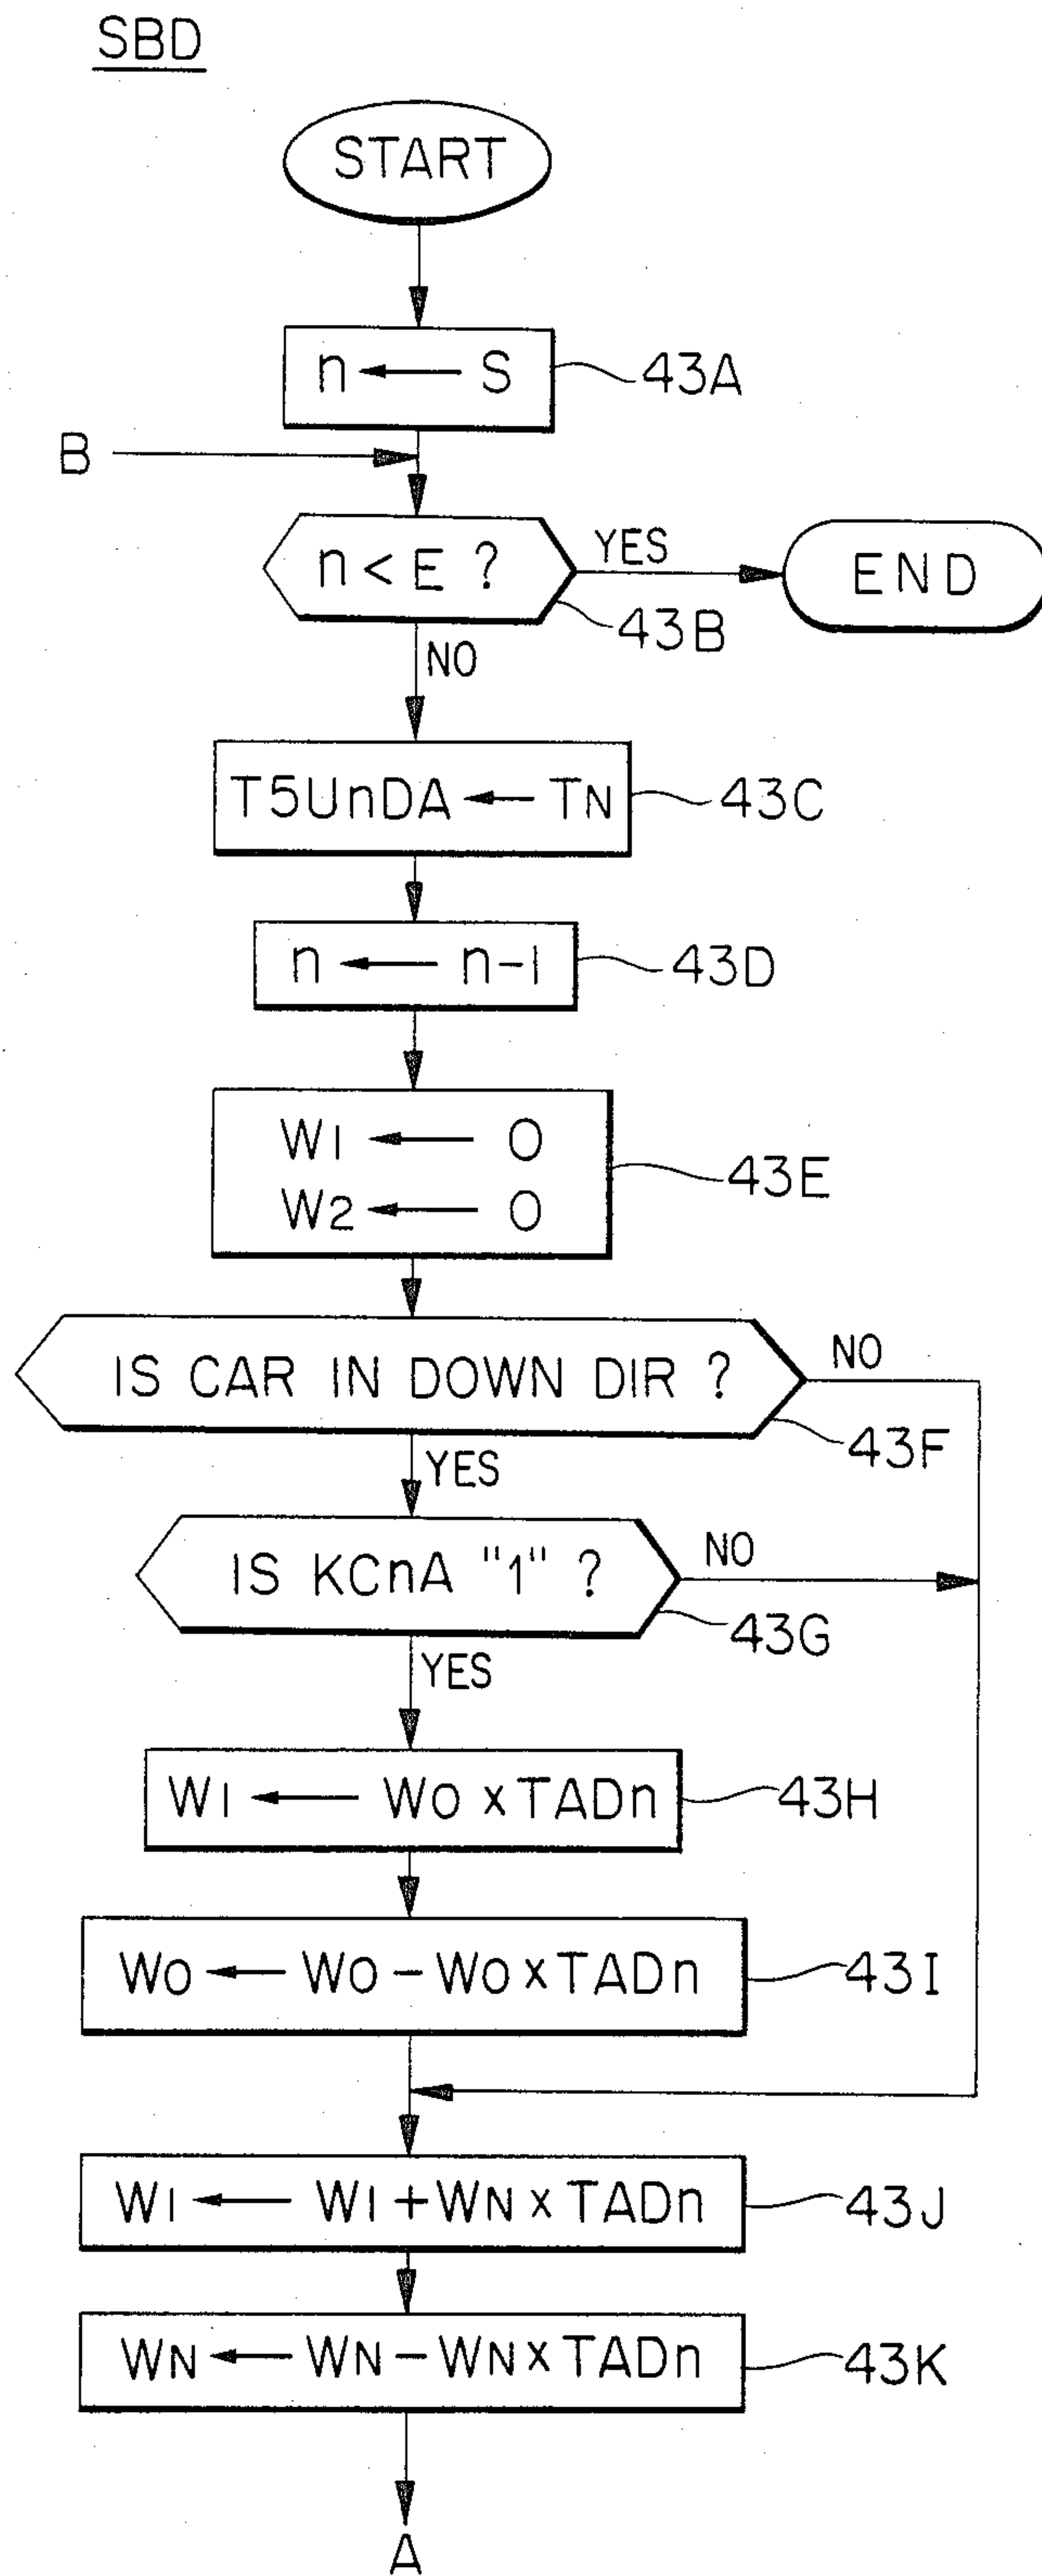 SBD
START
n ← S 43A
B
n < E ? YES END
43B
NO
T5UnDA ← TN 43C
n ← n-1 43D
W1 ← 0
43E
W2 ← 0
IS CAR IN DOWN DIR ? NO
43F
YES
IS KCnA "1" ? NO
43G
YES
W1 ← W0 x TADn 43H
W0 ← W0 - W0 x TADn 43I
W1 ← W1 + WN x TADn 43J
WN ← WN - WN x TADn 43K
A